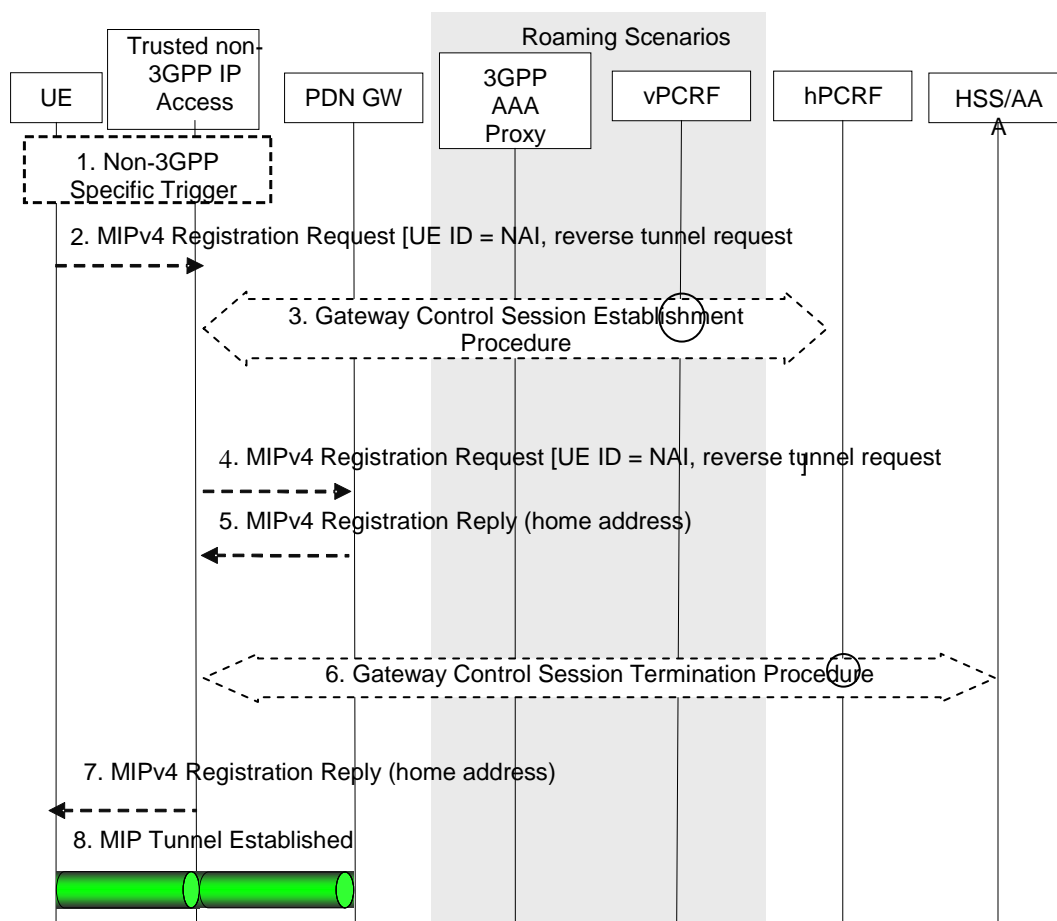 Roaming Scenarios
UE
Trusted non-
3GPP IP
Access
PDN GW
3GPP
AAA
Proxy
vPCRF
hPCRF
HSS/AA
A
1. Non-3GPP
Specific Trigger
2. MIPv4 Registration Request [UE ID = NAI, reverse tunnel request
3. Gateway Control Session Establishment
Procedure
4. MIPv4 Registration Request [UE ID = NAI, reverse tunnel request
]
5. MIPv4 Registration Reply (home address)
6. Gateway Control Session Termination Procedure
7. MIPv4 Registration Reply (home address)
8. MIP Tunnel Established